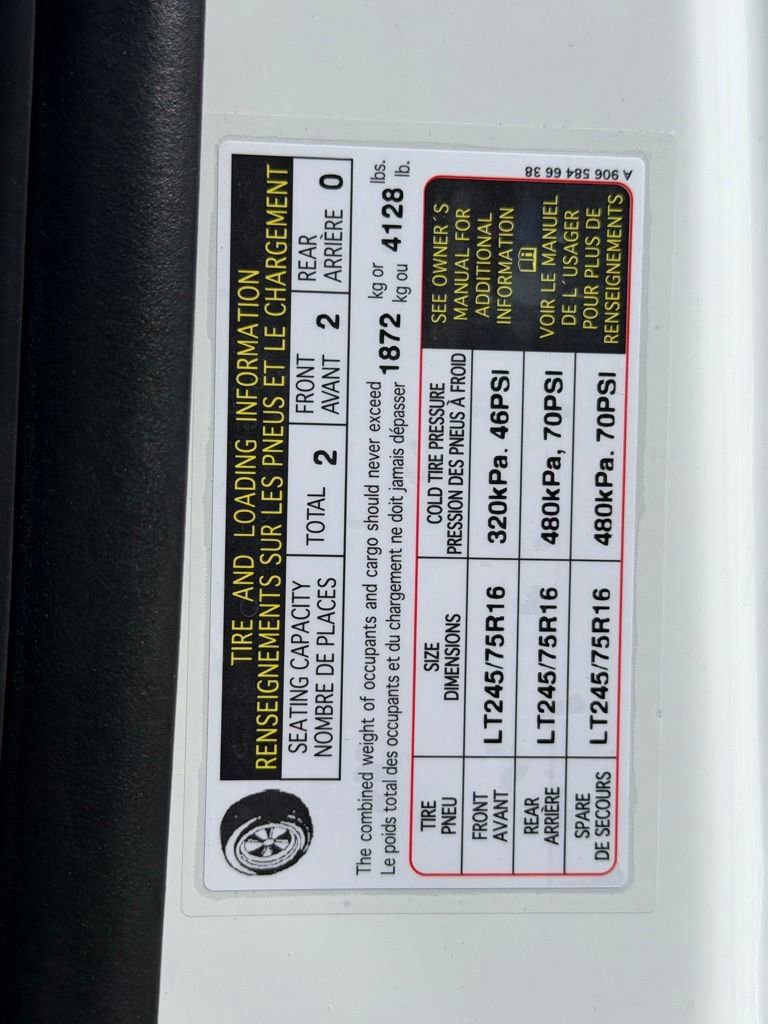 TIRE AND LOADING INFORMATION
RENSEIGNEMENTS SUR LES PNEUS ET LE CHARGEMENT
SEATING CAPACITY
NOMBRE DE PLACES
TOTAL 2
FRONT
AVANT 2
REAR
ARRIÈRE 0
The combined weight of occupants and cargo should never exceed
Le poids total des occupants et du chargement ne doit jamais dépasser
1872 kg or
kg ou
4128 lbs.
lb.
TIRE
PNEU
SIZE
DIMENSIONS
COLD TIRE PRESSURE
PRESSION DES PNEUS À FROID
FRONT
AVANT
LT245/75R16
320kPa. 46PSI
REAR
ARRIÈRE
LT245/75R16
480kPa, 70PSI
SPARE
DE SECOURS
LT245/75R16
480kPa. 70PSI
SEE OWNER´S
MANUAL FOR
ADDITIONAL
INFORMATION
VOIR LE MANUEL
DE L´USAGER
POUR PLUS DE
RENSEIGNEMENTS
A 906 584 66 38